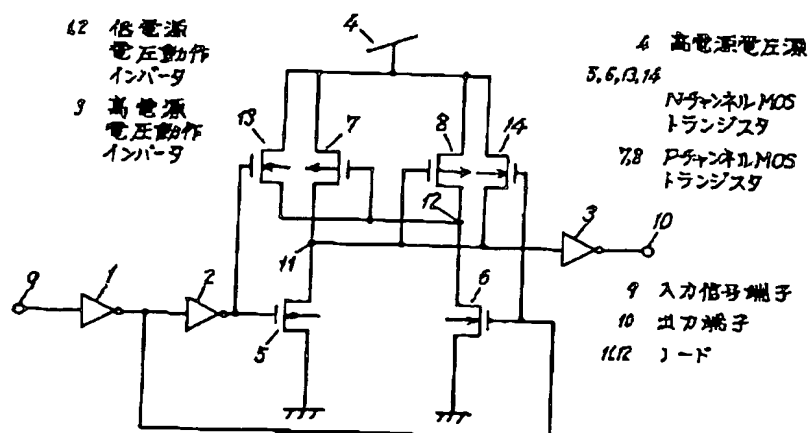 1,2 低電源
電圧動作
インバータ
3 高電源
電圧動作
インバータ
4
4 高電源電圧源
5,6,13,14
Nチャンネル MOS
トランジスタ
7,8 Pチャンネル MOS
トランジスタ
13
7
8
14
12
3
10
11
9
1
2
6
5
9 入力信号端子
10 出力端子
11,12 ノード